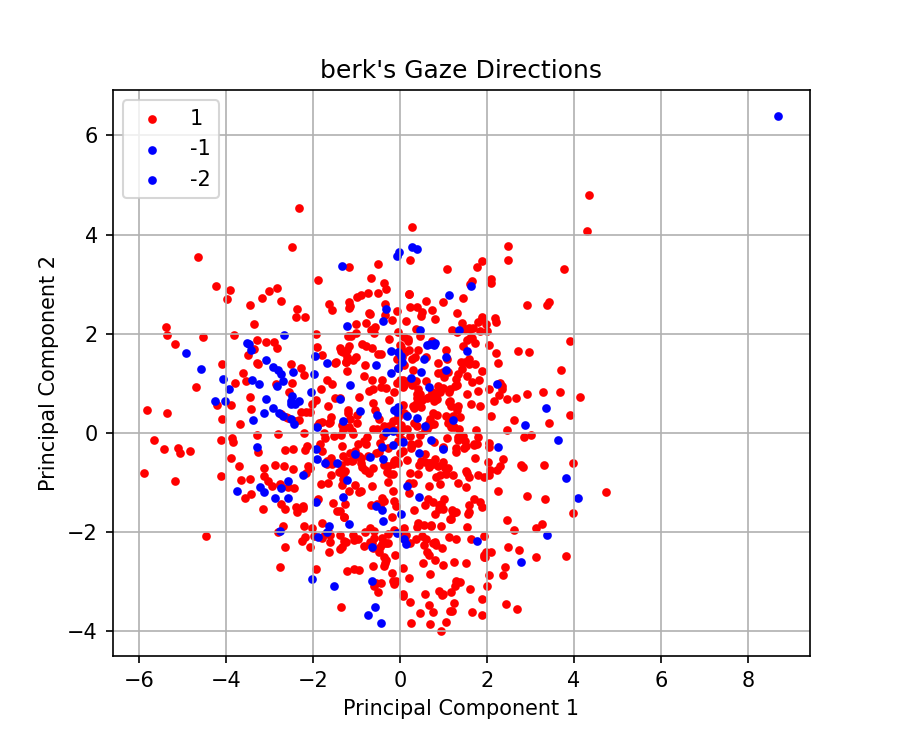 berk's Gaze Directions
1
-1
-2
6
4
2
0
−2
−4
Principal Component 2
−6 −4 −2 0 2 4 6 8
Principal Component 1